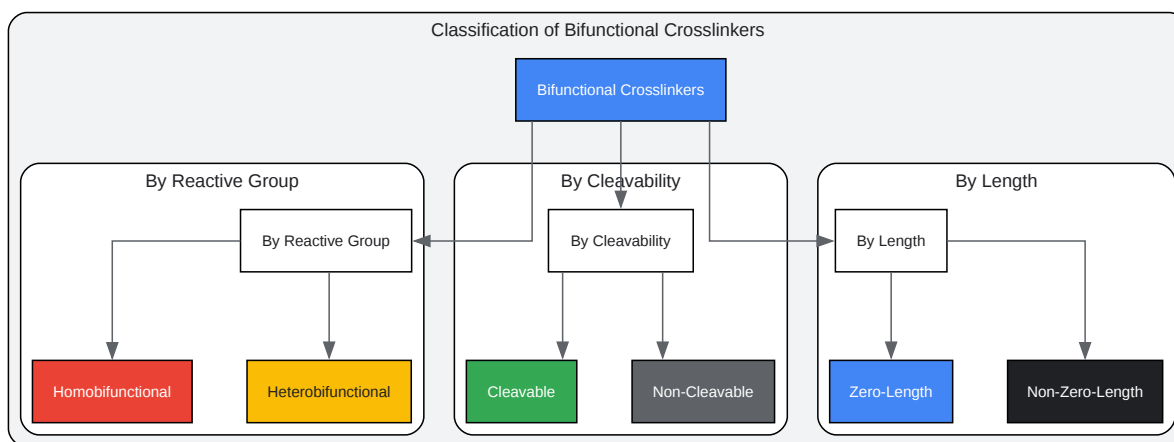 Classification of Bifunctional Crosslinkers
Bifunctional Crosslinkers
By Reactive Group
By Cleavability
By Length
By Reactive Group
By Cleavability
By Length
Homobifunctional
Heterobifunctional
Cleavable
Non-Cleavable
Zero-Length
Non-Zero-Length